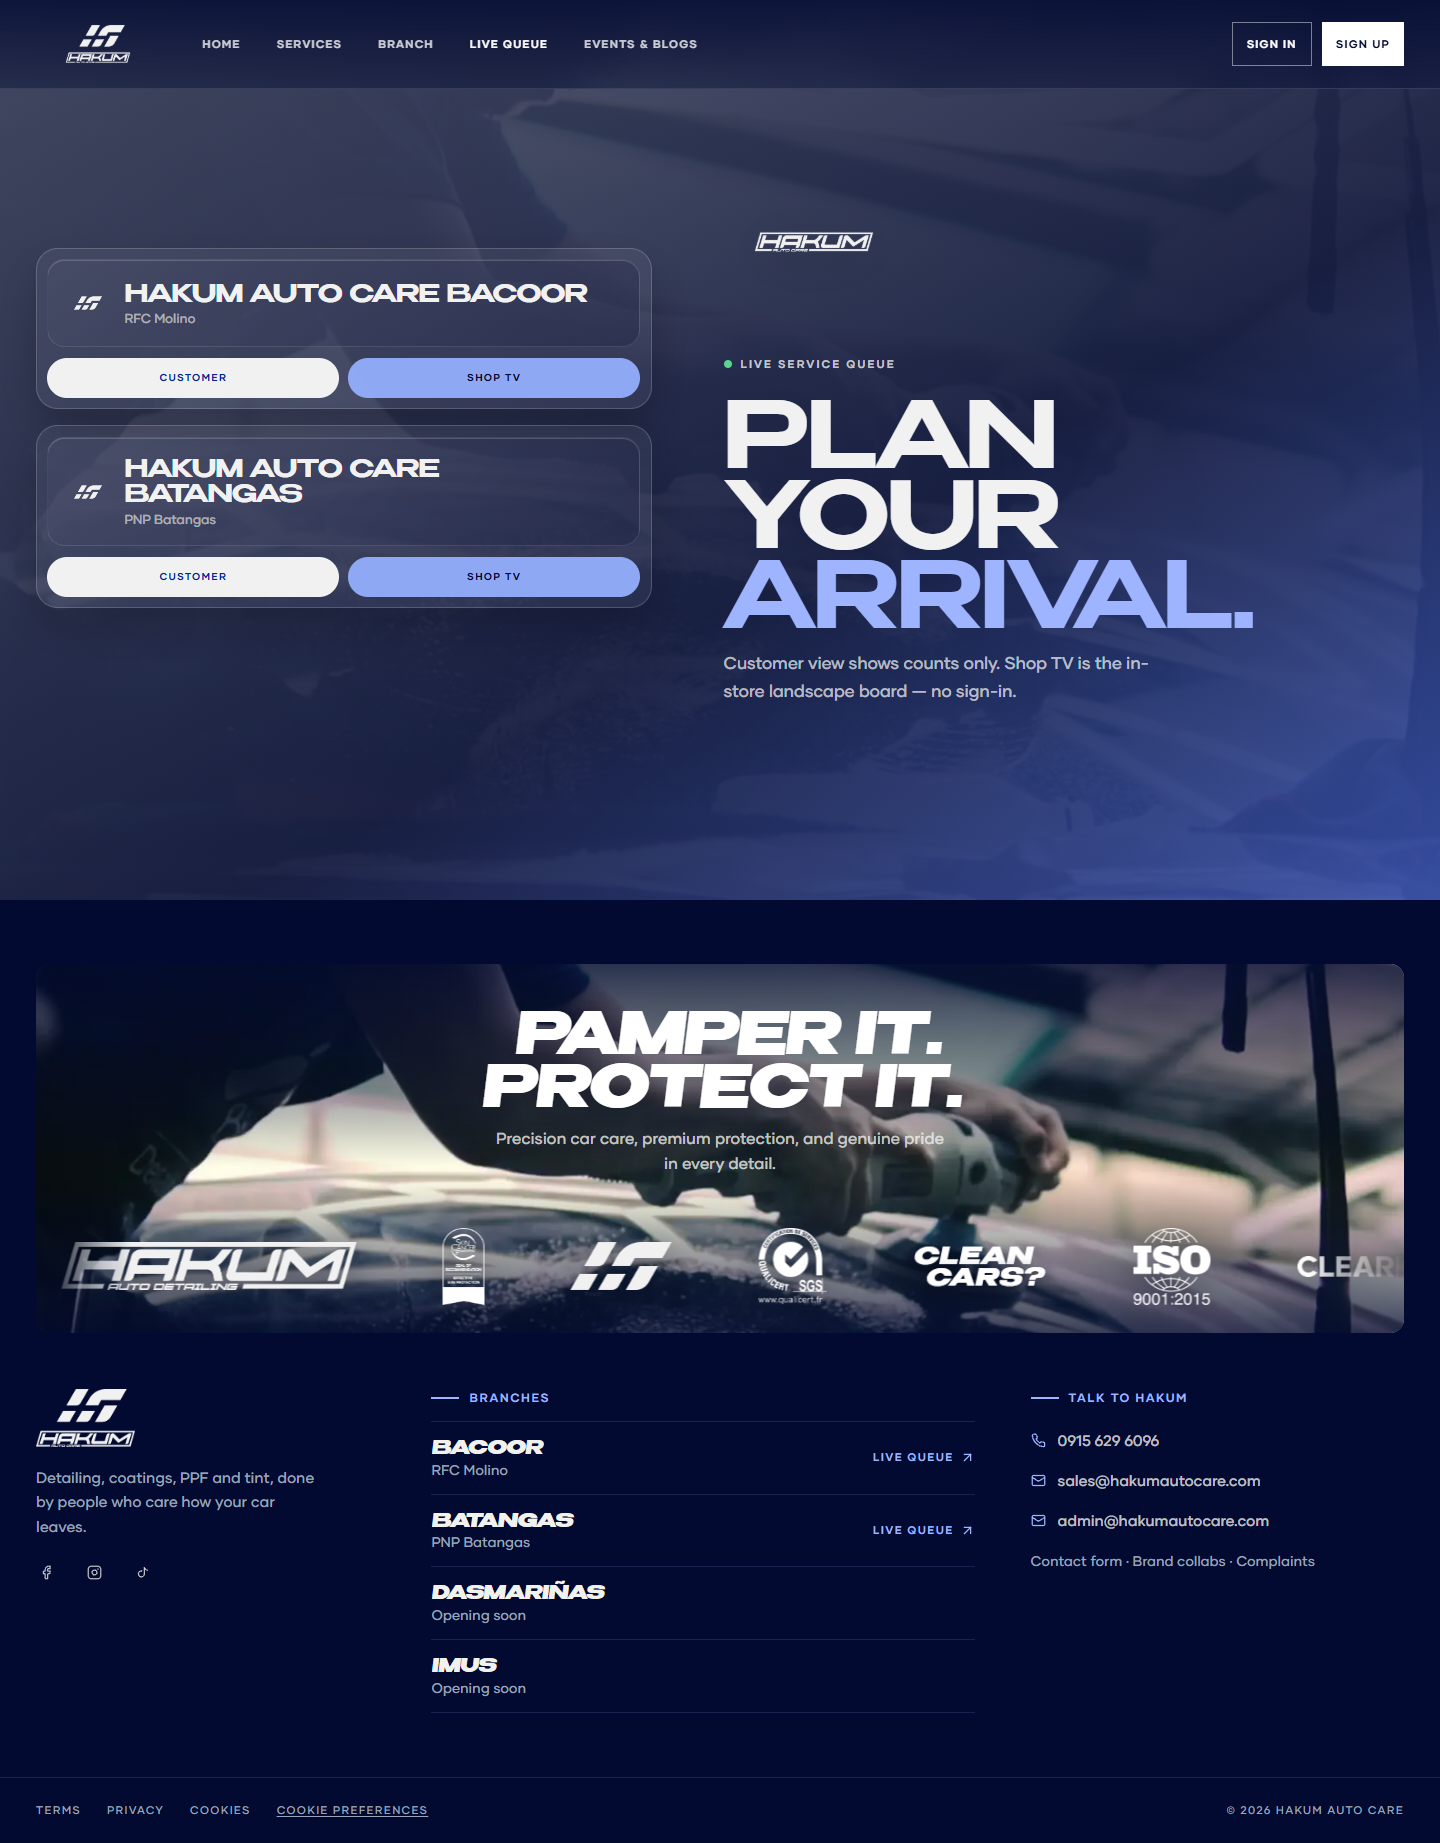 HAKUM
HOME
SERVICES
BRANCH
LIVE QUEUE
EVENTS & BLOGS
SIGN IN
SIGN UP
HAKUM AUTO CARE BACOOR
RFC Molino
CUSTOMER
SHOP TV
HAKUM AUTO CARE
BATANGAS
PNP Batangas
CUSTOMER
SHOP TV
HAKUM
LIVE SERVICE QUEUE
PLAN
YOUR
ARRIVAL.
Customer view shows counts only. Shop TV is the in-
store landscape board — no sign-in.
PAMPER IT.
PROTECT IT.
Precision car care, premium protection, and genuine pride
in every detail.
HAKUM
AUTO DETAILING
SKIN
CANCER
QUALICERT
SGS
www.qualicert.fr
CLEAN
CARS?
ISO
9001:2015
CLEAR
HAKUM
Detailing, coatings, PPF and tint, done
by people who care how your car
leaves.
BRANCHES
BACOOR
RFC Molino
LIVE QUEUE
BATANGAS
PNP Batangas
LIVE QUEUE
DASMARIÑAS
Opening soon
IMUS
Opening soon
TALK TO HAKUM
0915 629 6096
sales@hakumautocare.com
admin@hakumautocare.com
Contact form · Brand collabs · Complaints
TERMS
PRIVACY
COOKIES
COOKIE PREFERENCES
© 2026 HAKUM AUTO CARE